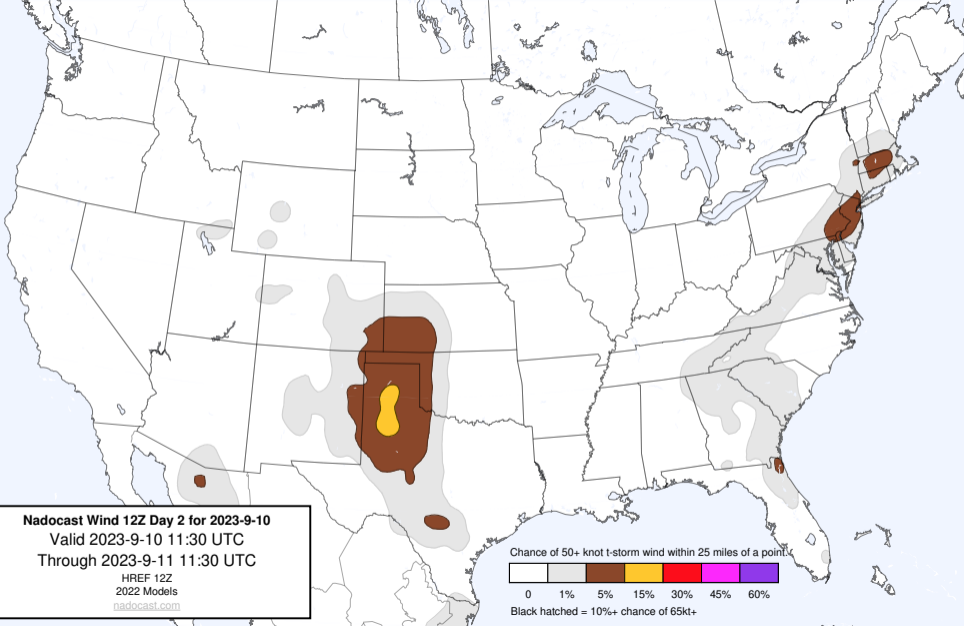 Nadocast Wind 12Z Day 2 for 2023-9-10
Valid 2023-9-10 11:30 UTC
Through 2023-9-11 11:30 UTC
HREF 12Z
2022 Models
nadocast.com
Chance of 50+ knot t-storm wind within 25 miles of a point.
0 1% 5% 15% 30% 45% 60%
Black hatched = 10%+ chance of 65kt+